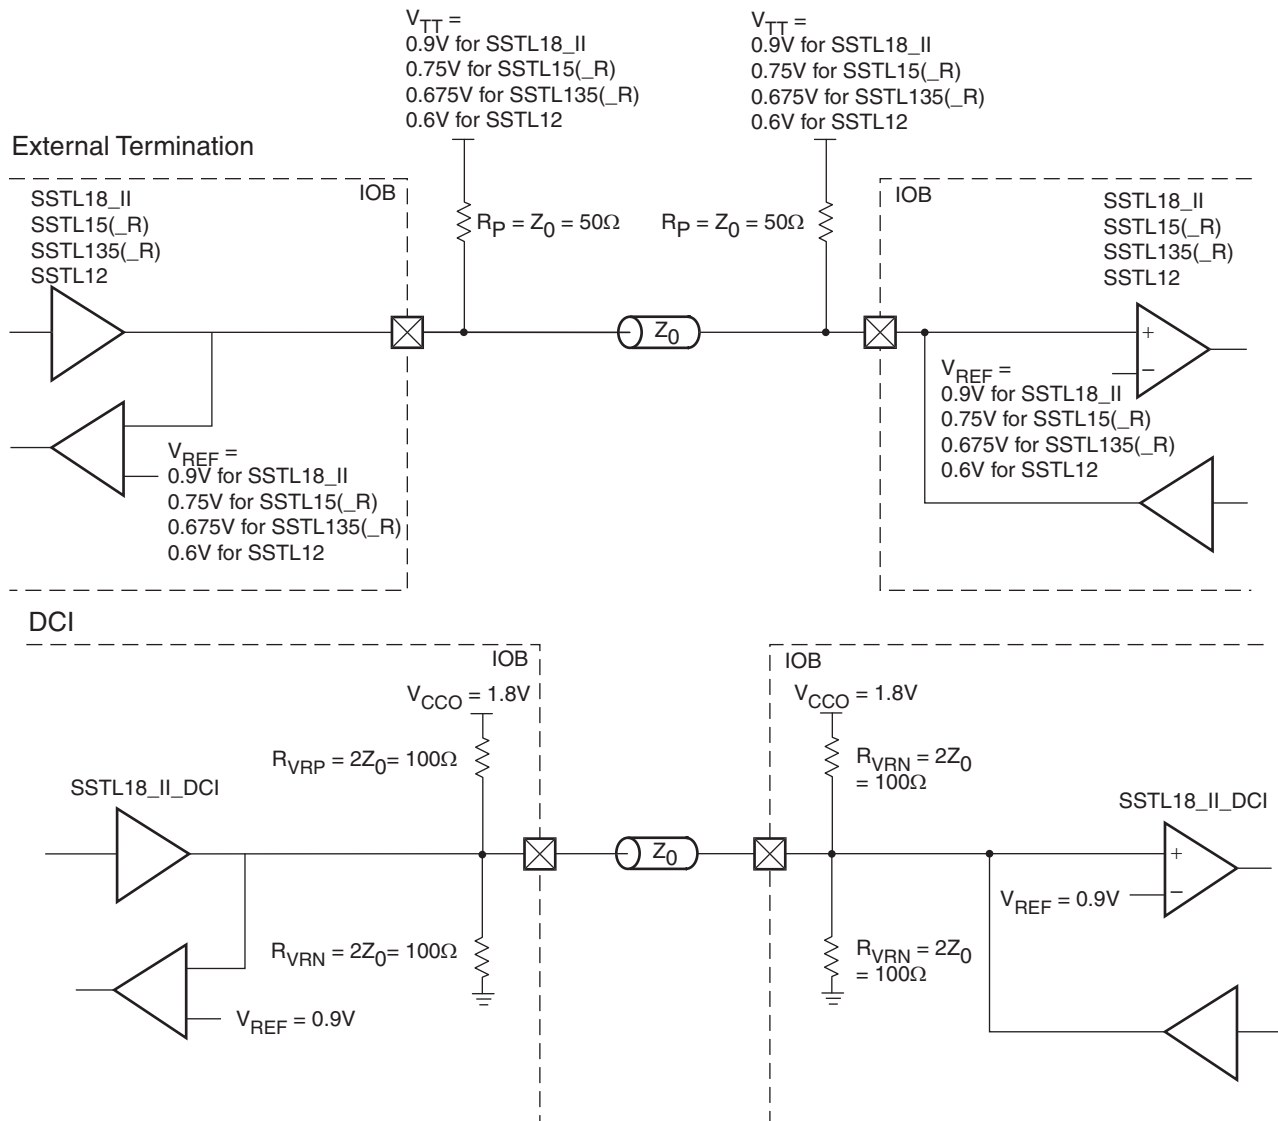 V_TT =
0.9V for SSTL18_II
0.75V for SSTL15(_R)
0.675V for SSTL135(_R)
0.6V for SSTL12
V_TT =
0.9V for SSTL18_II
0.75V for SSTL15(_R)
0.675V for SSTL135(_R)
0.6V for SSTL12
External Termination
IOB
SSTL18_II
SSTL15(_R)
SSTL135(_R)
SSTL12
R_P = Z_0 = 50Ω
R_P = Z_0 = 50Ω
IOB
SSTL18_II
SSTL15(_R)
SSTL135(_R)
SSTL12
Z_0
+
−
V_REF =
0.9V for SSTL18_II
0.75V for SSTL15(_R)
0.675V for SSTL135(_R)
0.6V for SSTL12
V_REF =
0.9V for SSTL18_II
0.75V for SSTL15(_R)
0.675V for SSTL135(_R)
0.6V for SSTL12
DCI
IOB
IOB
V_CCO = 1.8V
V_CCO = 1.8V
R_VRP = 2Z_0= 100Ω
R_VRN = 2Z_0
= 100Ω
SSTL18_II_DCI
SSTL18_II_DCI
Z_0
+
−
V_REF = 0.9V
R_VRN = 2Z_0= 100Ω
R_VRN = 2Z_0
= 100Ω
V_REF = 0.9V